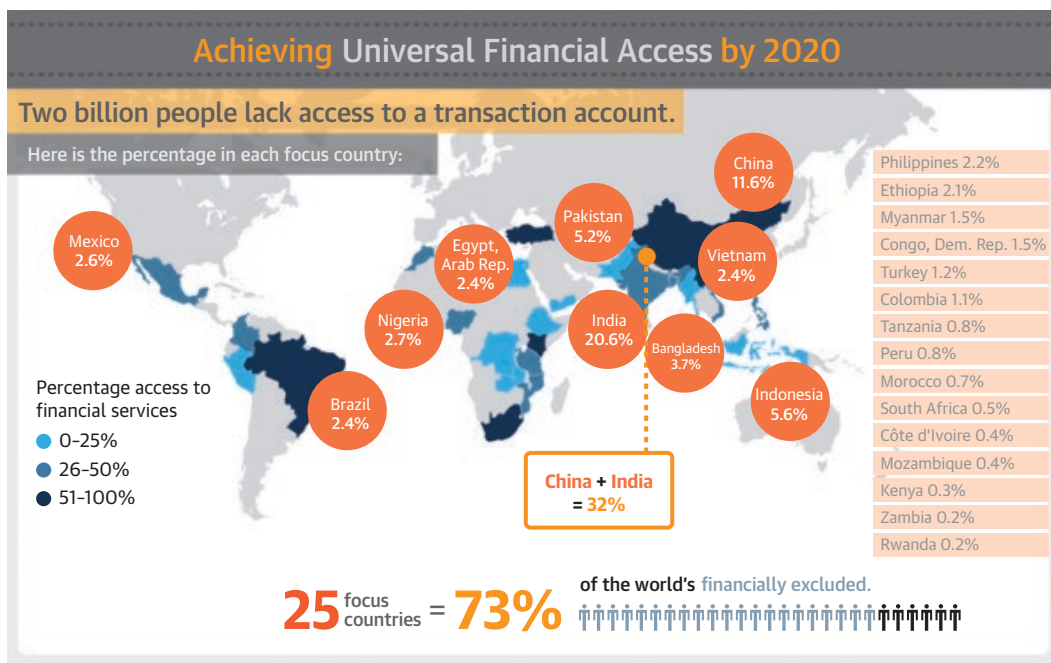 Achieving Universal Financial Access by 2020
Two billion people lack access to a transaction account.
Here is the percentage in each focus country:
Mexico
2.6%
Brazil
2.4%
Nigeria
2.7%
Egypt,
Arab Rep.
2.4%
Pakistan
5.2%
India
20.6%
Bangladesh
3.7%
China
11.6%
Vietnam
2.4%
Indonesia
5.6%
Philippines 2.2%
Ethiopia 2.1%
Myanmar 1.5%
Congo, Dem. Rep. 1.5%
Turkey 1.2%
Colombia 1.1%
Tanzania 0.8%
Peru 0.8%
Morocco 0.7%
South Africa 0.5%
Côte d'Ivoire 0.4%
Mozambique 0.4%
Kenya 0.3%
Zambia 0.2%
Rwanda 0.2%
Percentage access to
financial services
0-25%
26-50%
51-100%
China + India
= 32%
25 focus countries = 73% of the world's financially excluded.